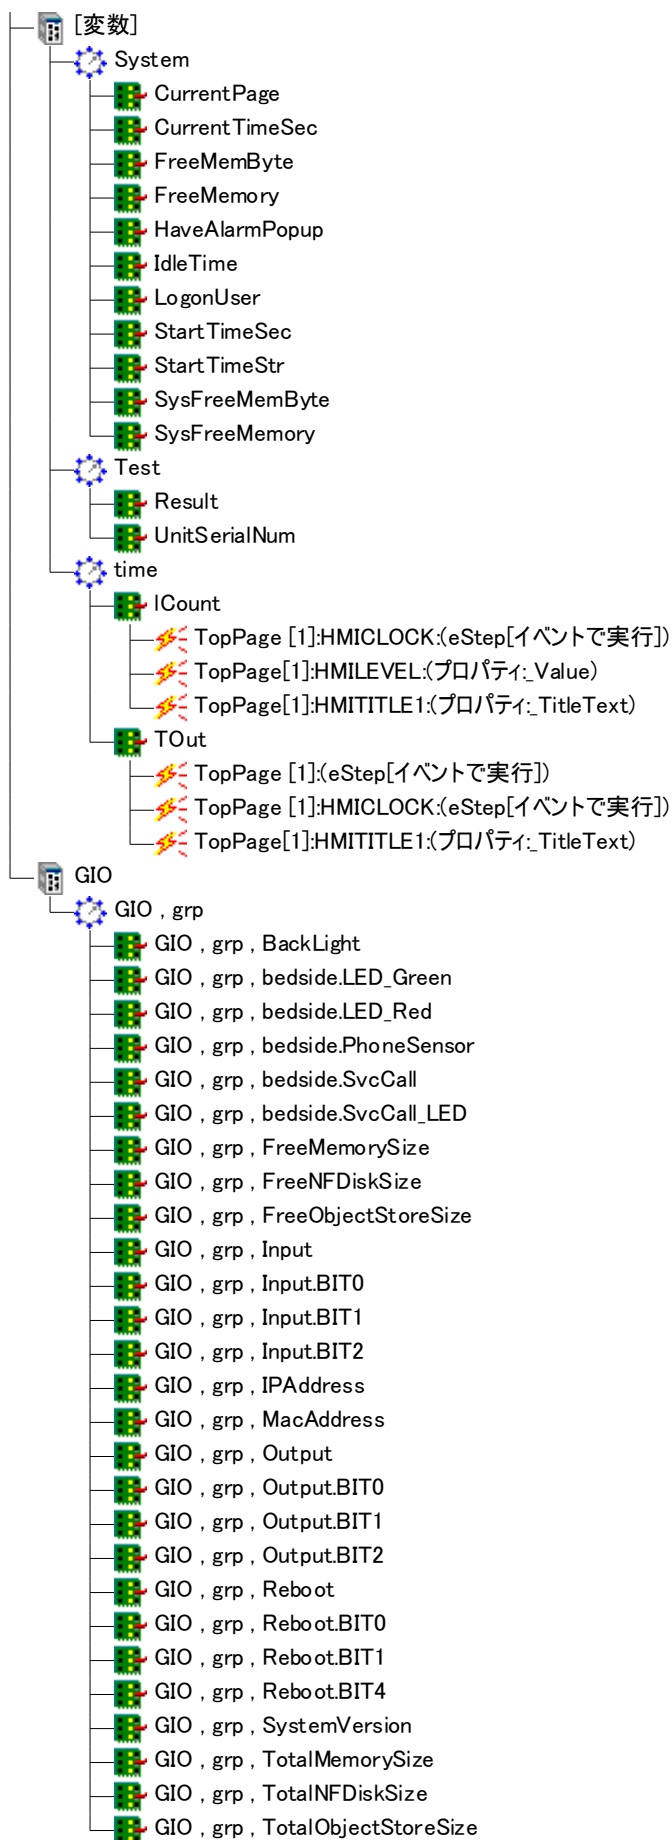 [変数]
System
CurrentPage
CurrentTimeSec
FreeMemByte
FreeMemory
HaveAlarmPopup
IdleTime
LogonUser
StartTimeSec
StartTimeStr
SysFreeMemByte
SysFreeMemory
Test
Result
UnitSerialNum
time
ICount
TopPage [1]:HMICLOCK:(eStep[イベントで実行])
TopPage[1]:HMILEVEL:(プロパティ:_Value)
TopPage[1]:HMITITLE1:(プロパティ:_TitleText)
TOut
TopPage [1]:(eStep[イベントで実行])
TopPage [1]:HMICLOCK:(eStep[イベントで実行])
TopPage[1]:HMITITLE1:(プロパティ:_TitleText)
GIO
GIO , grp
GIO , grp , BackLight
GIO , grp , bedside.LED_Green
GIO , grp , bedside.LED_Red
GIO , grp , bedside.PhoneSensor
GIO , grp , bedside.SvcCall
GIO , grp , bedside.SvcCall_LED
GIO , grp , FreeMemorySize
GIO , grp , FreeNFDiskSize
GIO , grp , FreeObjectStoreSize
GIO , grp , Input
GIO , grp , Input.BIT0
GIO , grp , Input.BIT1
GIO , grp , Input.BIT2
GIO , grp , IPAddress
GIO , grp , MacAddress
GIO , grp , Output
GIO , grp , Output.BIT0
GIO , grp , Output.BIT1
GIO , grp , Output.BIT2
GIO , grp , Reboot
GIO , grp , Reboot.BIT0
GIO , grp , Reboot.BIT1
GIO , grp , Reboot.BIT4
GIO , grp , SystemVersion
GIO , grp , TotalMemorySize
GIO , grp , TotalNFDiskSize
GIO , grp , TotalObjectStoreSize